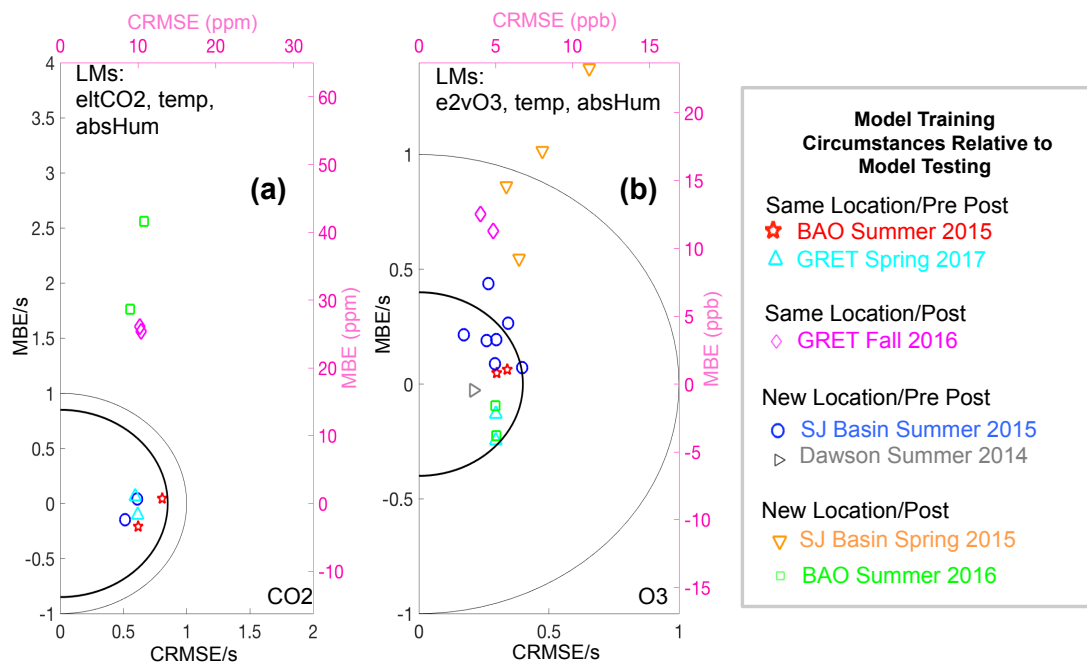 CRMSE (ppm)
0 10 20 30
CRMSE (ppb)
0 5 10 15
4
3.5
3
2.5
2
1.5
1
0.5
0
-0.5
-1
MBE/s
LMs:
eltCO2, temp,
absHum
(a)
CO2
60
50
40
30
20
10
0
-10
MBE (ppm)
0 0.5 1 1.5 2
CRMSE/s
1
0.5
0
-0.5
-1
MBE/s
LMs:
e2vO3, temp, absHum
(b)
O3
20
15
10
5
0
-5
-10
-15
MBE (ppb)
0 0.5 1
CRMSE/s
Model Training
Circumstances Relative to
Model Testing
Same Location/Pre Post
BAO Summer 2015
GRET Spring 2017
Same Location/Post
GRET Fall 2016
New Location/Pre Post
SJ Basin Summer 2015
Dawson Summer 2014
New Location/Post
SJ Basin Spring 2015
BAO Summer 2016